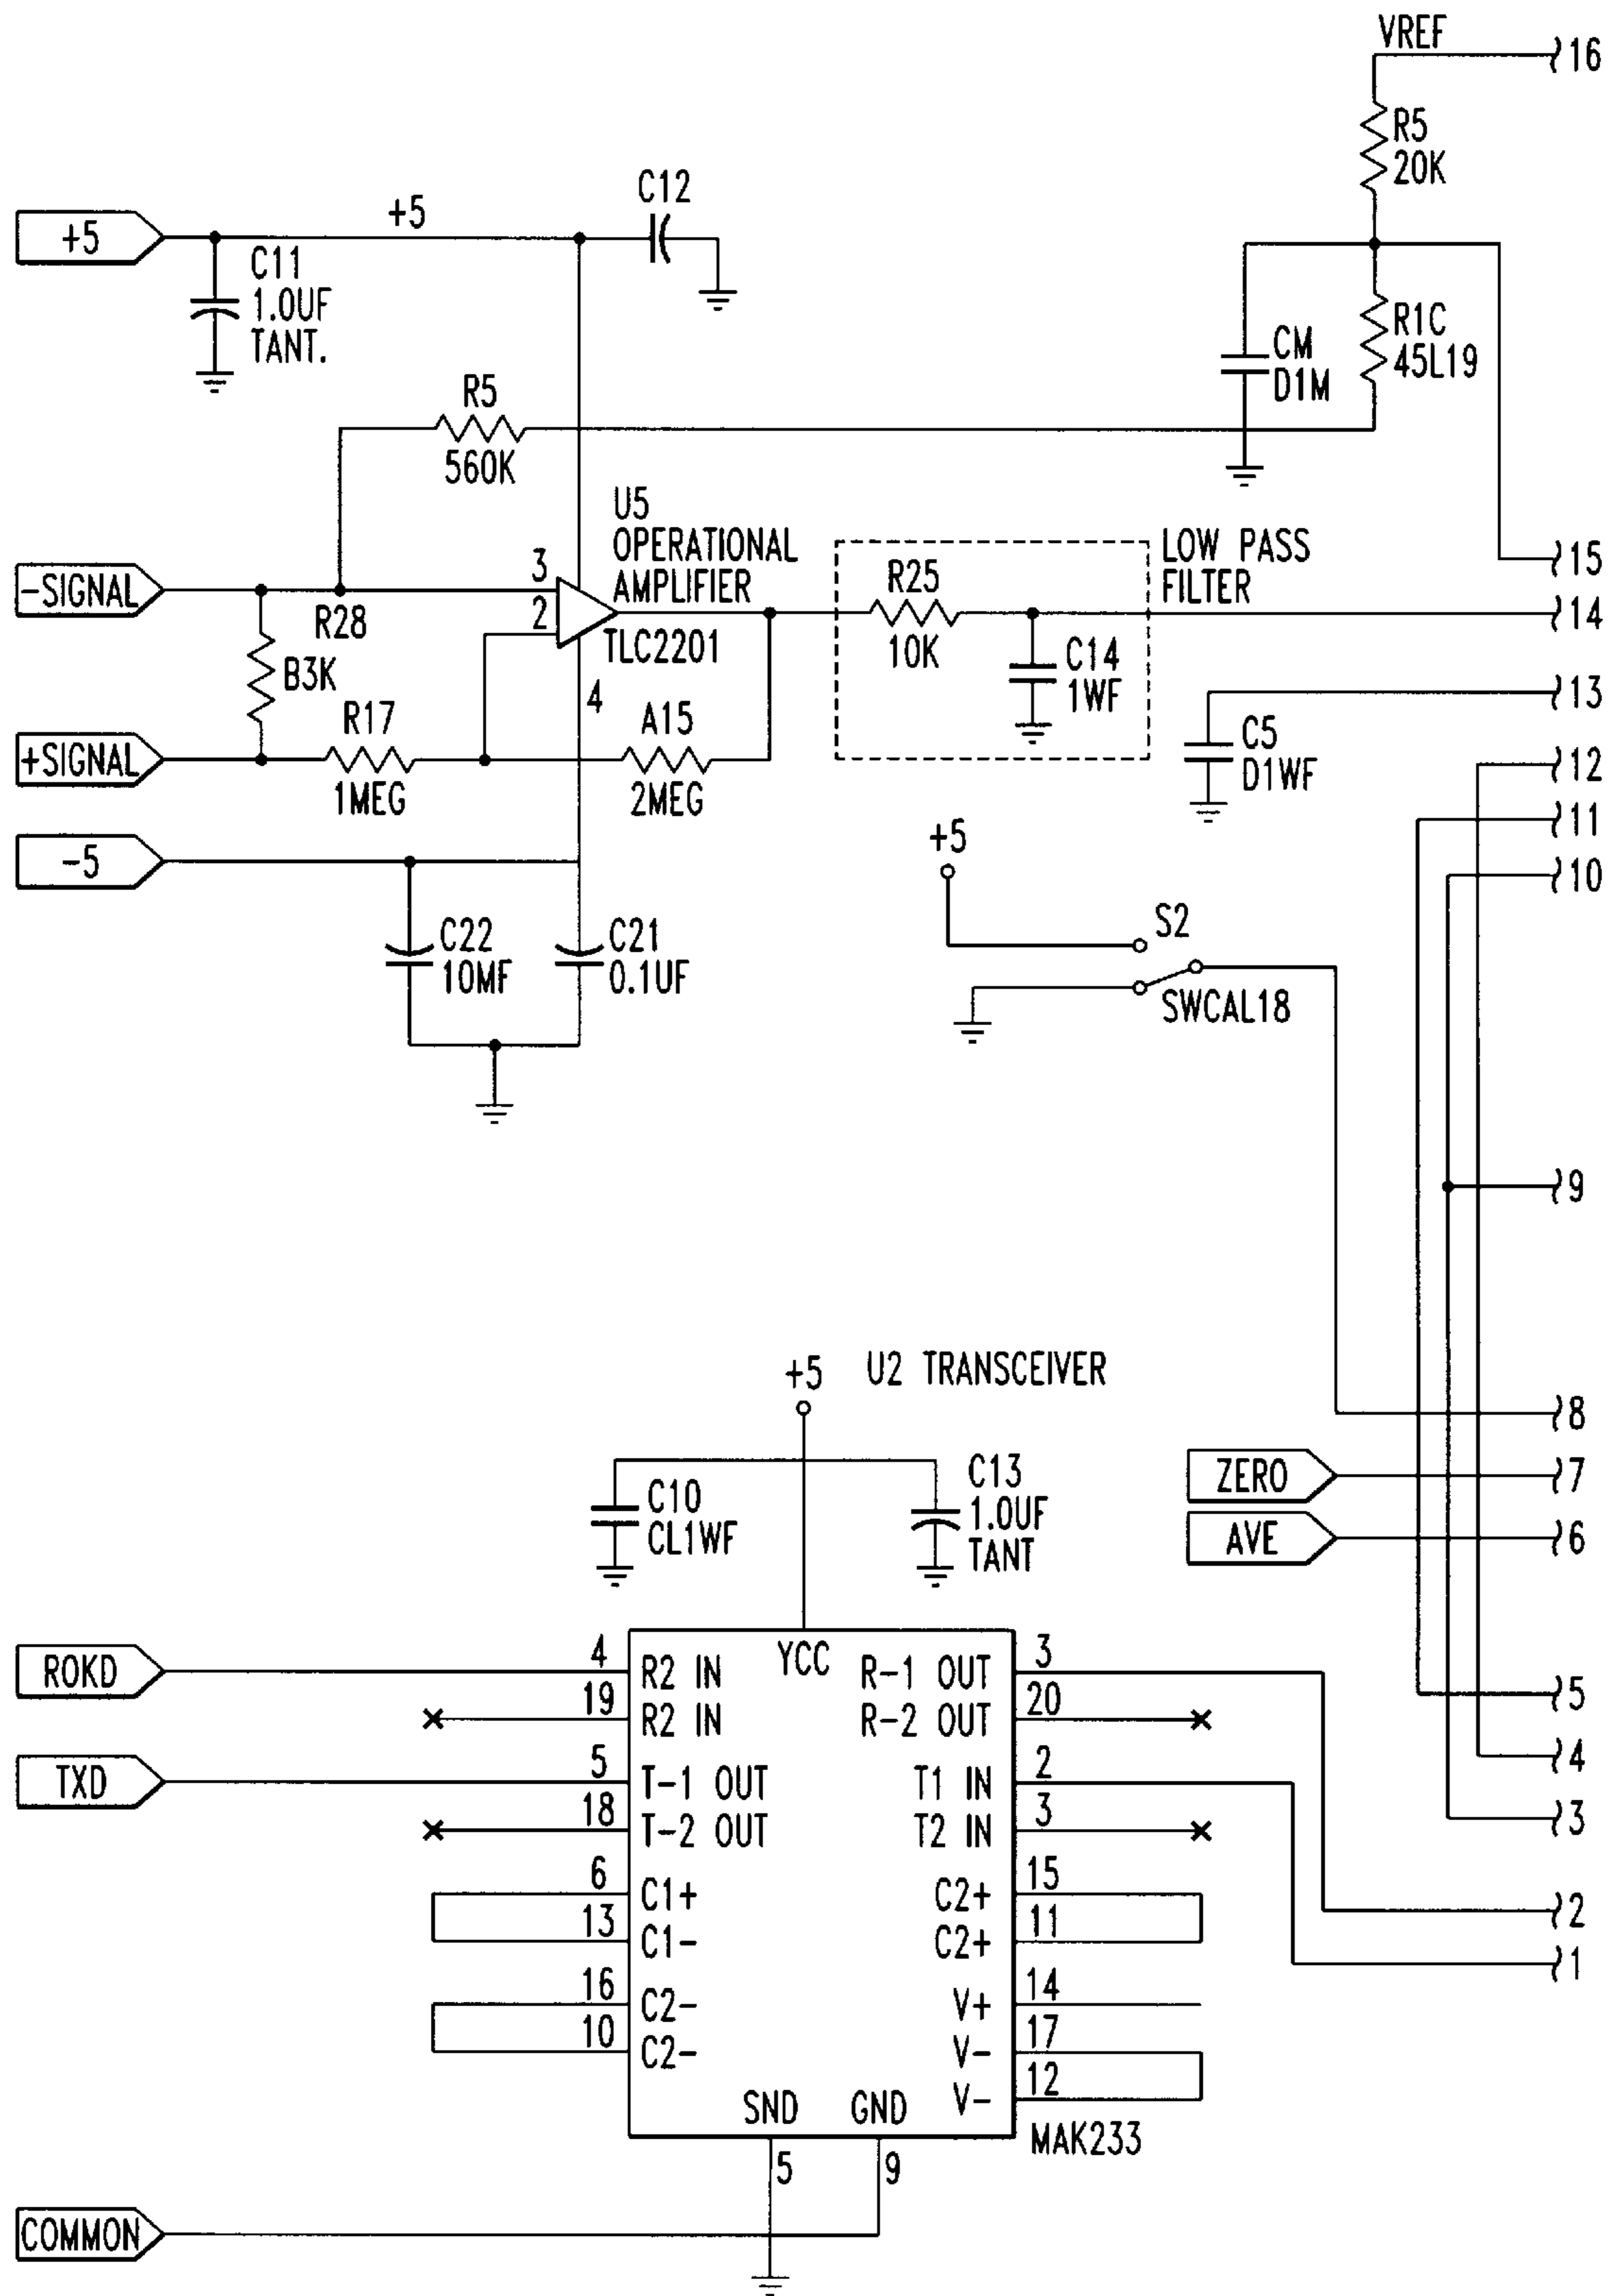 VREF
16
R5
20K
+5
+5
C12
C11
1.0UF
TANT.
CM
D1M
R1C
45L19
R5
560K
U5
OPERATIONAL
AMPLIFIER
LOW PASS
FILTER
15
-SIGNAL
3
2
R28
B3K
TLC2201
4
R25
10K
C14
1WF
14
13
+SIGNAL
R17
1MEG
A15
2MEG
C5
D1WF
12
11
10
-5
+5
C22
10MF
C21
0.1UF
S2
SWCAL18
9
+5
U2 TRANSCEIVER
8
C10
CL1WF
C13
1.0UF
TANT
ZERO
7
AVE
6
ROKD
4
R2 IN
YCC
R-1 OUT
3
5
19
R2 IN
R-2 OUT
20
4
TXD
5
T-1 OUT
T1 IN
2
3
18
T-2 OUT
T2 IN
3
6
C1+
C2+
15
2
13
C1-
C2+
11
1
16
C2-
V+
14
10
C2-
V-
17
V-
12
SND
GND
MAK233
5
9
COMMON